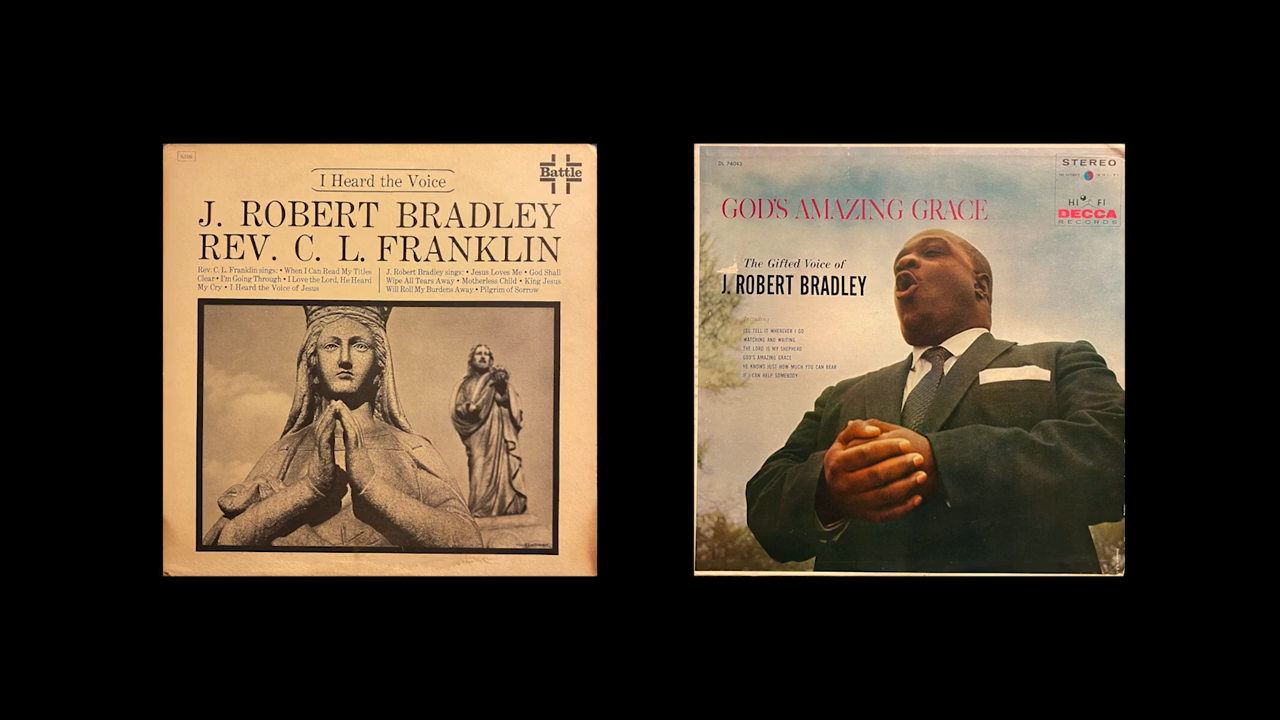 Battle
I Heard the Voice
J. ROBERT BRADLEY
REV. C. L. FRANKLIN
Rev. C. L. Franklin sings: • When I Can Read My Titles
Clear • I'm Going Through • I Love the Lord, He Heard
My Cry • I Heard the Voice of Jesus
J. Robert Bradley sings: • Jesus Loves Me • God Shall
Wipe All Tears Away • Motherless Child • King Jesus
Will Roll My Burdens Away • Pilgrim of Sorrow
DL 74043
STEREO
HI FI
DECCA
RECORDS
GOD'S AMAZING GRACE
The Gifted Voice of
J. ROBERT BRADLEY
I'LL TELL IT WHEREVER I GO
WATCHING AND WAITING
THE LORD IS MY SHEPHERD
GOD'S AMAZING GRACE
HE KNOWS JUST HOW MUCH YOU CAN BEAR
IF I CAN HELP SOMEBODY